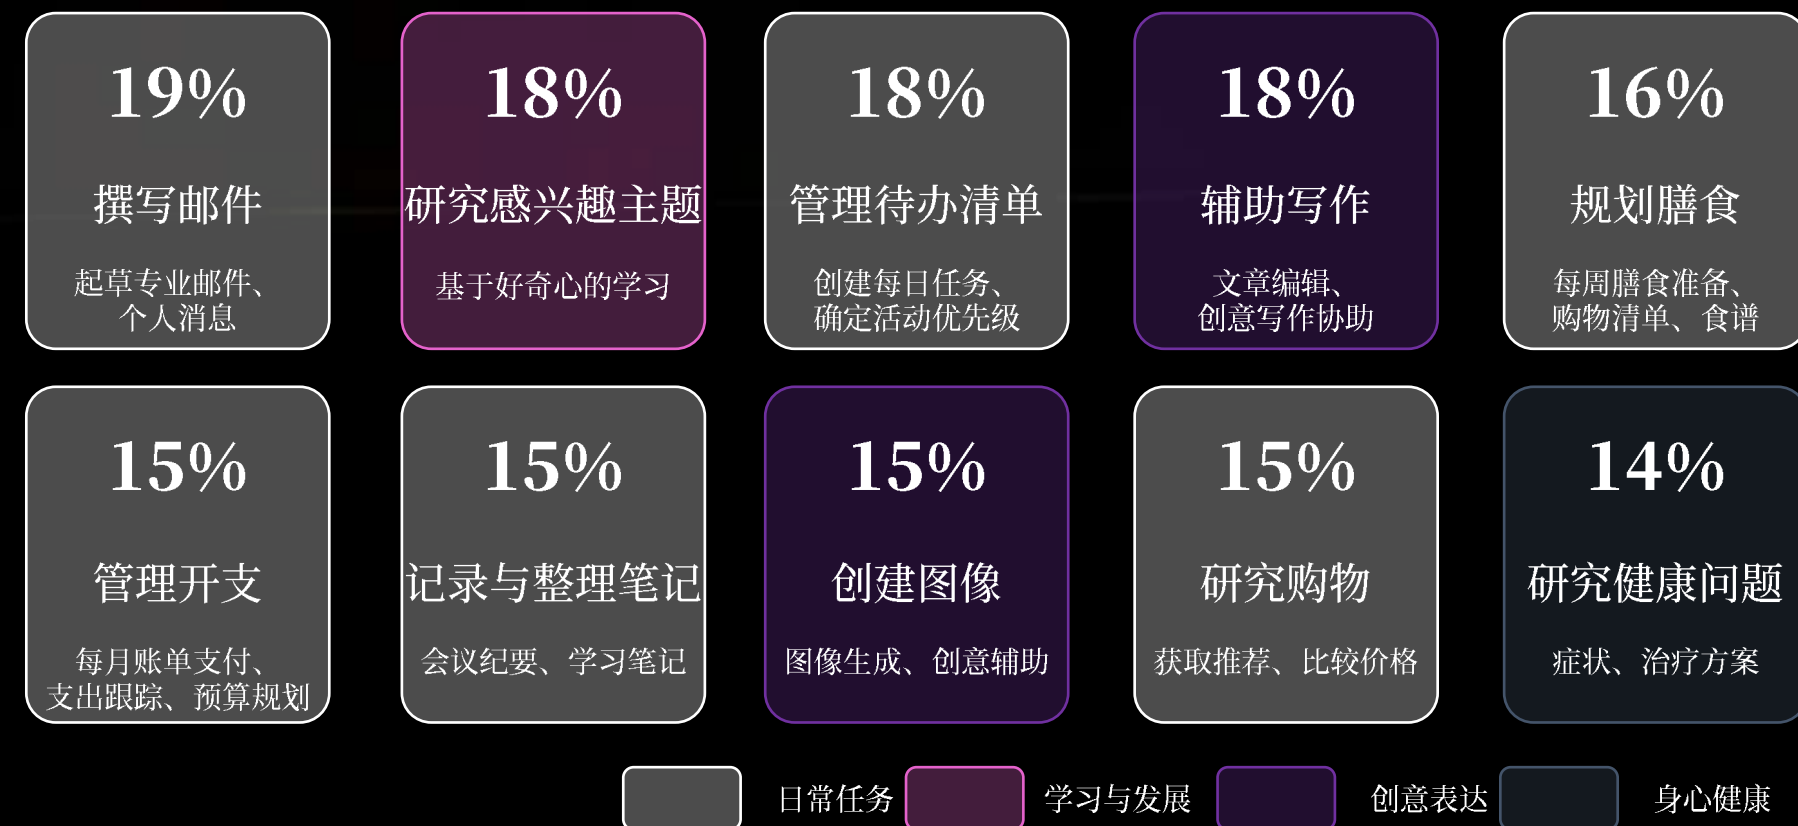 19%
撰写邮件
起草专业邮件、
个人消息
18%
研究感兴趣主题
基于好奇心的学习
18%
管理待办清单
创建每日任务、
确定活动优先级
18%
辅助写作
文章编辑、
创意写作协助
16%
规划膳食
每周膳食准备、
购物清单、食谱
15%
管理开支
每月账单支付、
支出跟踪、预算规划
15%
记录与整理笔记
会议纪要、学习笔记
15%
创建图像
图像生成、创意辅助
15%
研究购物
获取推荐、比较价格
14%
研究健康问题
症状、治疗方案
日常任务
学习与发展
创意表达
身心健康